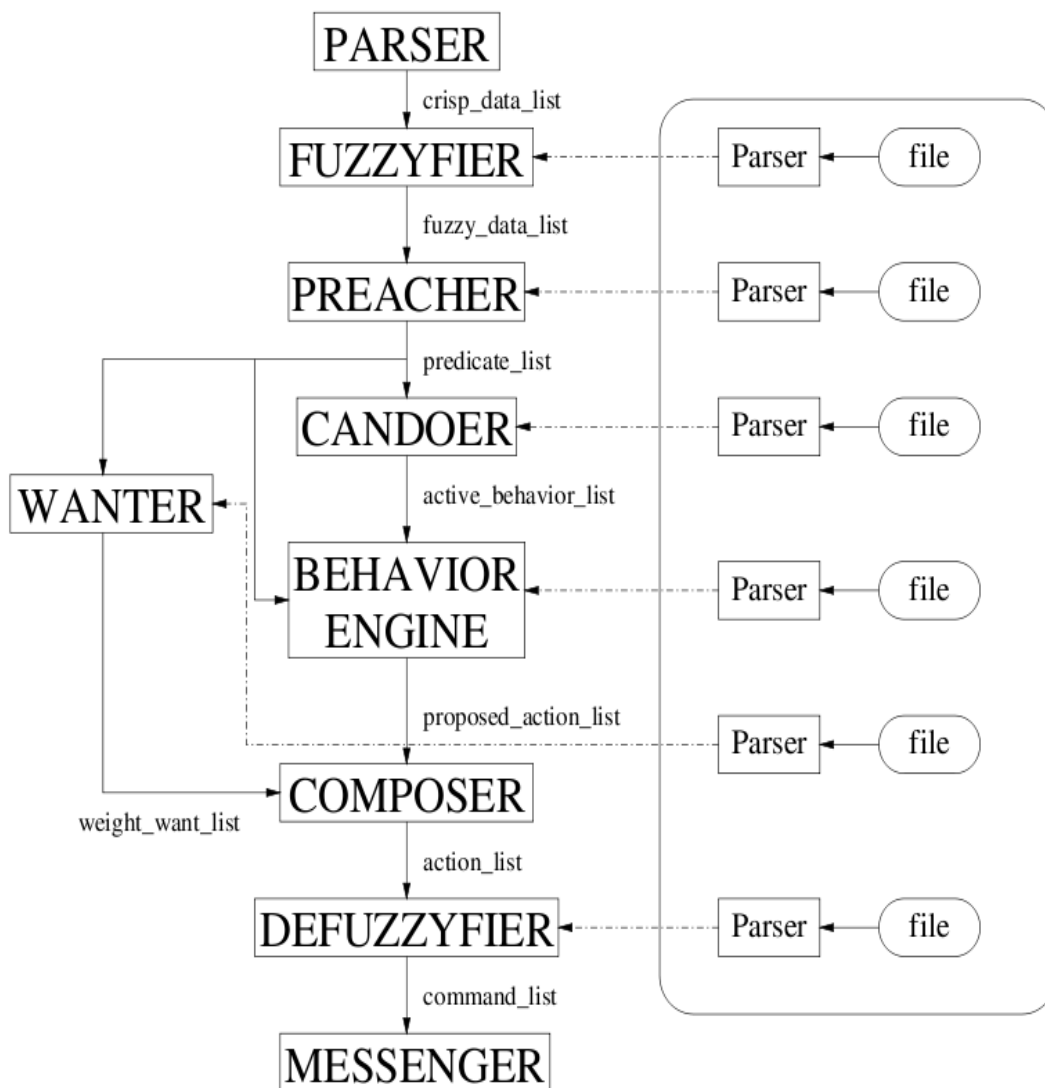 PARSER
crisp_data_list
FUZZYFIER
Parser
file
fuzzy_data_list
PREACHER
Parser
file
predicate_list
CANDOER
Parser
file
WANTER
active_behavior_list
BEHAVIOR
ENGINE
Parser
file
proposed_action_list
Parser
file
COMPOSER
weight_want_list
action_list
DEFUZZYFIER
Parser
file
command_list
MESSENGER